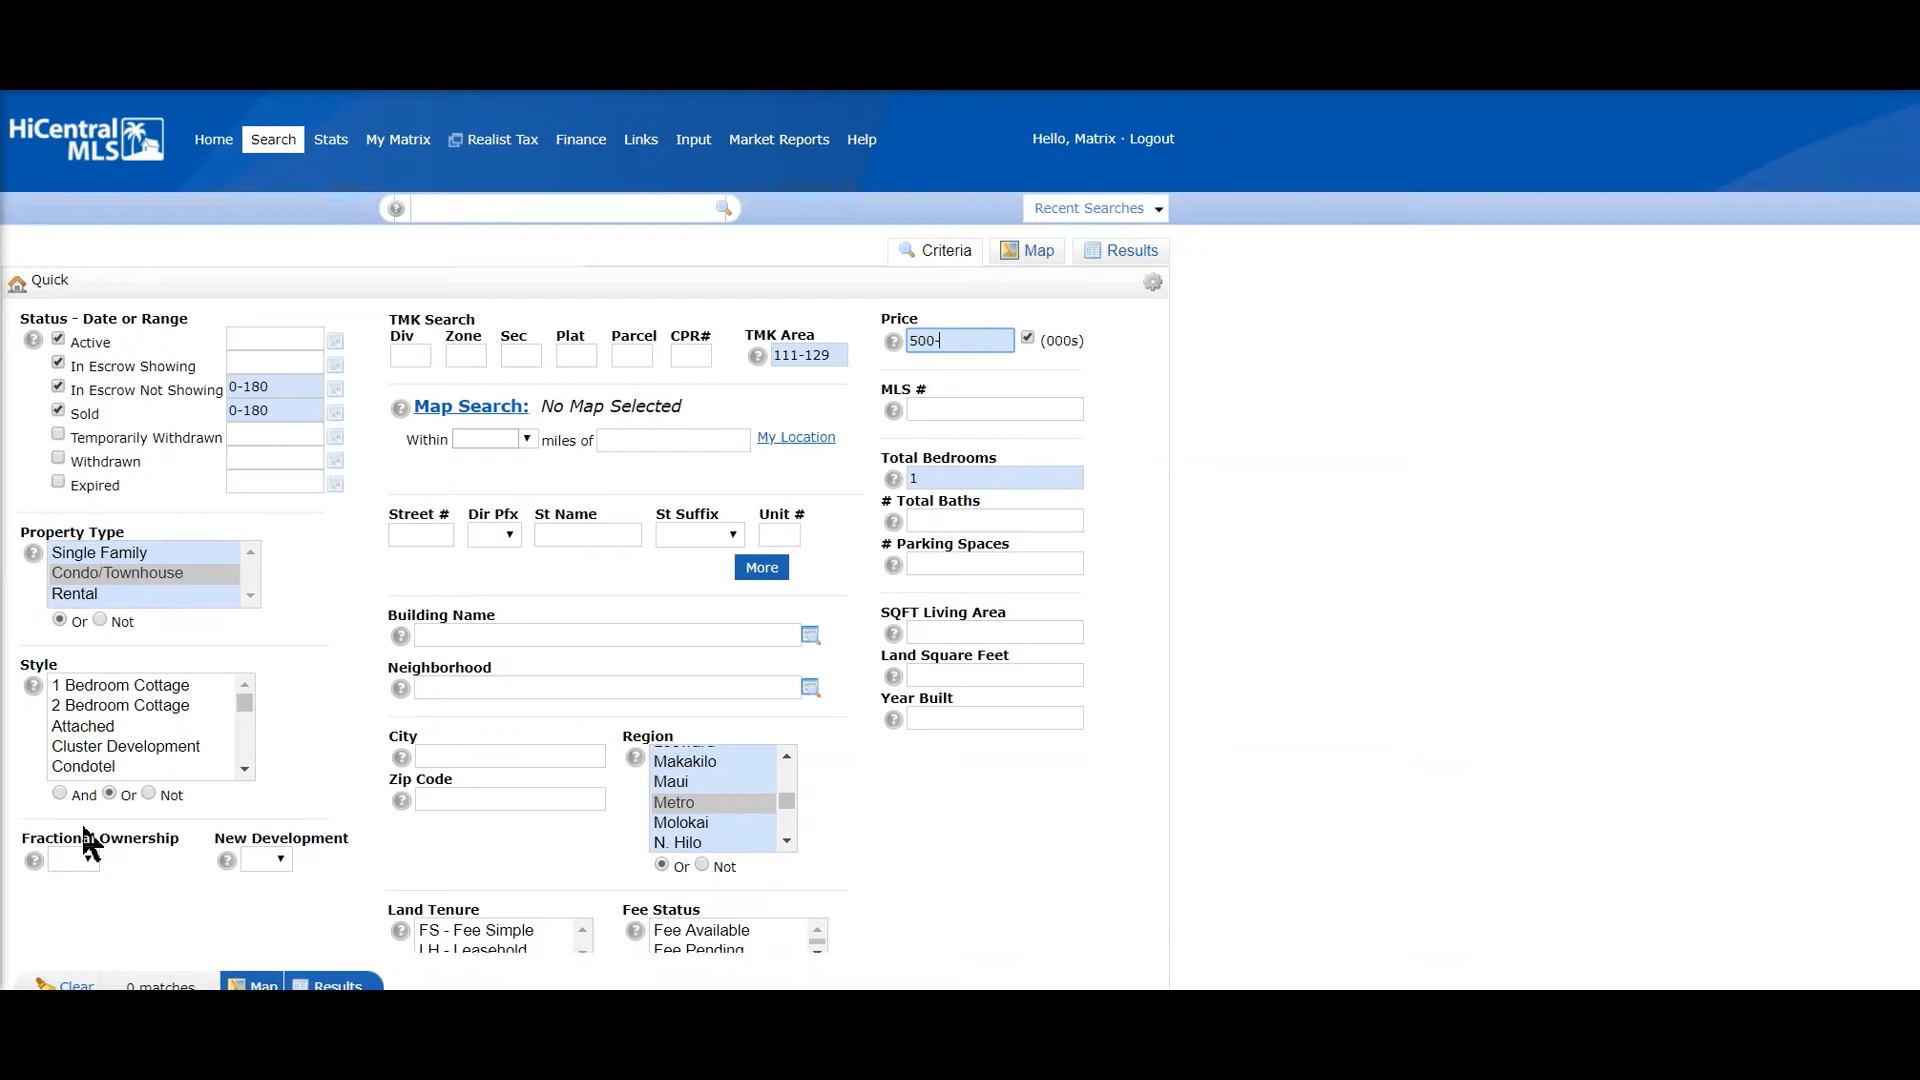 HiCentral
MLS
Home Search Stats My Matrix Realist Tax Finance Links Input Market Reports Help
Hello, Matrix · Logout
Recent Searches
Criteria Map Results
Quick
Status - Date or Range
Active
In Escrow Showing
In Escrow Not Showing 0-180
Sold 0-180
Temporarily Withdrawn
Withdrawn
Expired
Property Type
Single Family
Condo/Townhouse
Rental
Or Not
Style
1 Bedroom Cottage
2 Bedroom Cottage
Attached
Cluster Development
Condotel
And Or Not
Fractional Ownership New Development
TMK Search
Div Zone Sec Plat Parcel CPR# TMK Area
111-129
Map Search: No Map Selected
Within miles of My Location
Street # Dir Pfx St Name St Suffix Unit #
More
Building Name
Neighborhood
City
Zip Code
Region
Makakilo
Maui
Metro
Molokai
N. Hilo
Or Not
Land Tenure
FS - Fee Simple
LH - Leasehold
Fee Status
Fee Available
Fee Pending
Price
500- (000s)
MLS #
Total Bedrooms
1
# Total Baths
# Parking Spaces
SQFT Living Area
Land Square Feet
Year Built
Clear 0 matches Map Results